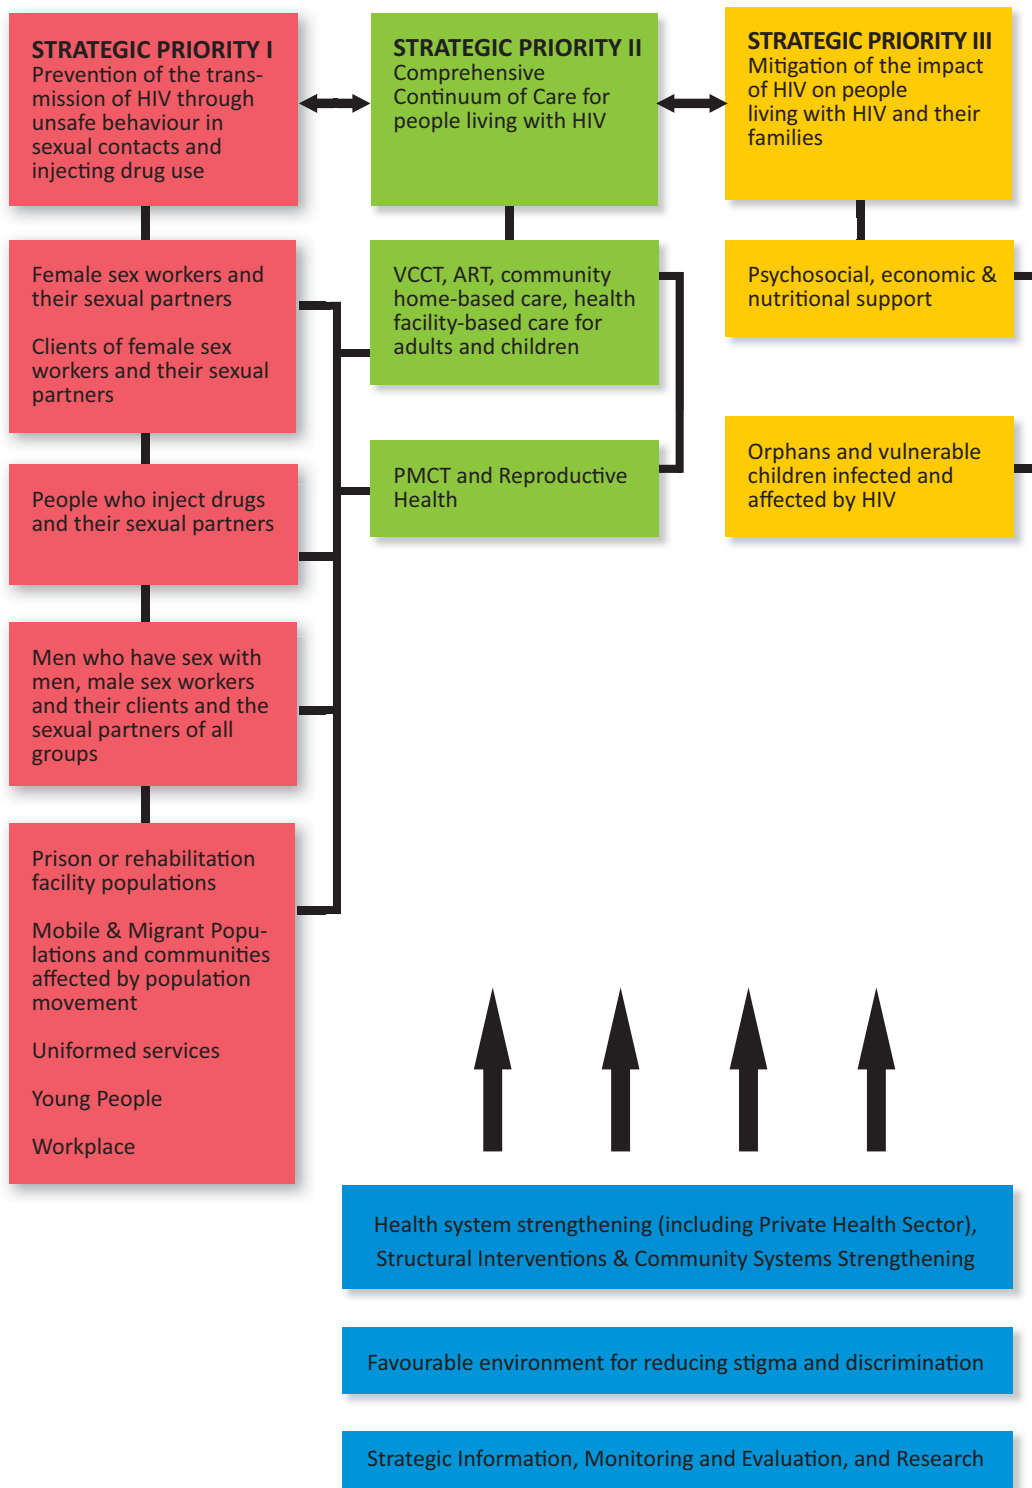 STRATEGIC PRIORITY I
Prevention of the trans-
mission of HIV through
unsafe behaviour in
sexual contacts and
injecting drug use
STRATEGIC PRIORITY II
Comprehensive
Continuum of Care for
people living with HIV
STRATEGIC PRIORITY III
Mitigation of the impact
of HIV on people
living with HIV and their
families
Female sex workers and
their sexual partners
Clients of female sex
workers and their sexual
partners
People who inject drugs
and their sexual partners
Men who have sex with
men, male sex workers
and their clients and the
sexual partners of all
groups
Prison or rehabilitation
facility populations
Mobile & Migrant Popu-
lations and communities
affected by population
movement
Uniformed services
Young People
Workplace
VCCT, ART, community
home-based care, health
facility-based care for
adults and children
PMCT and Reproductive
Health
Psychosocial, economic &
nutritional support
Orphans and vulnerable
children infected and
affected by HIV
Health system strengthening (including Private Health Sector),
Structural Interventions & Community Systems Strengthening
Favourable environment for reducing stigma and discrimination
Strategic Information, Monitoring and Evaluation, and Research